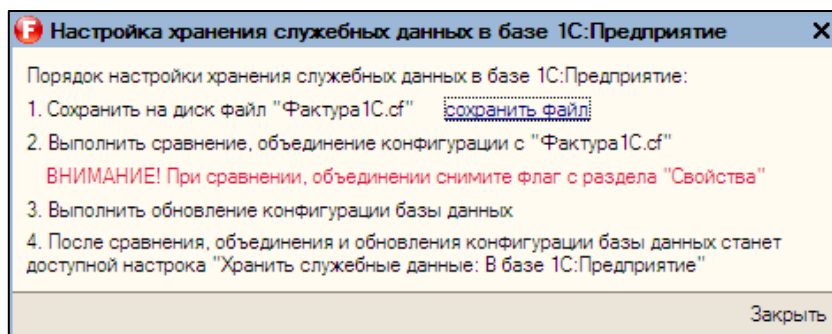 F Настройка хранения служебных данных в базе 1С:Предприятие
Порядок настройки хранения служебных данных в базе 1С:Предприятие:
1. Сохранить на диск файл "Фактура1С.cf" сохранить файл
2. Выполнить сравнение, объединение конфигурации с "Фактура1С.cf"
ВНИМАНИЕ! При сравнении, объединении снимите флаг с раздела "Свойства"
3. Выполнить обновление конфигурации базы данных
4. После сравнения, объединения и обновления конфигурации базы данных станет
доступной настрока "Хранить служебные данные: В базе 1С:Предприятие"
Закрыть